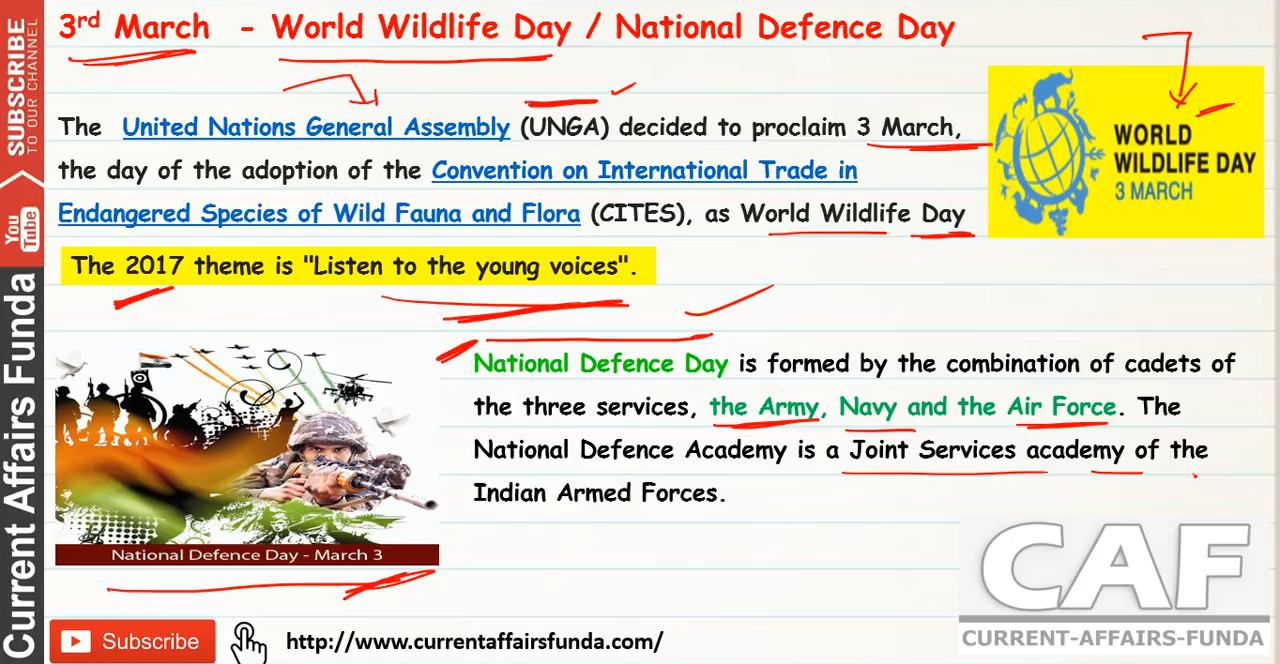 3rd March - World Wildlife Day / National Defence Day
The United Nations General Assembly (UNGA) decided to proclaim 3 March,
the day of the adoption of the Convention on International Trade in
Endangered Species of Wild Fauna and Flora (CITES), as World Wildlife Day
The 2017 theme is "Listen to the young voices".
WORLD
WILDLIFE DAY
3 MARCH
National Defence Day is formed by the combination of cadets of
the three services, the Army, Navy and the Air Force. The
National Defence Academy is a Joint Services academy of the
Indian Armed Forces.
National Defence Day - March 3
SUBSCRIBE
TO OUR CHANNEL
You
Tube
Current Affairs Funda
Subscribe
http://www.currentaffairsfunda.com/
CAF
CURRENT-AFFAIRS-FUNDA